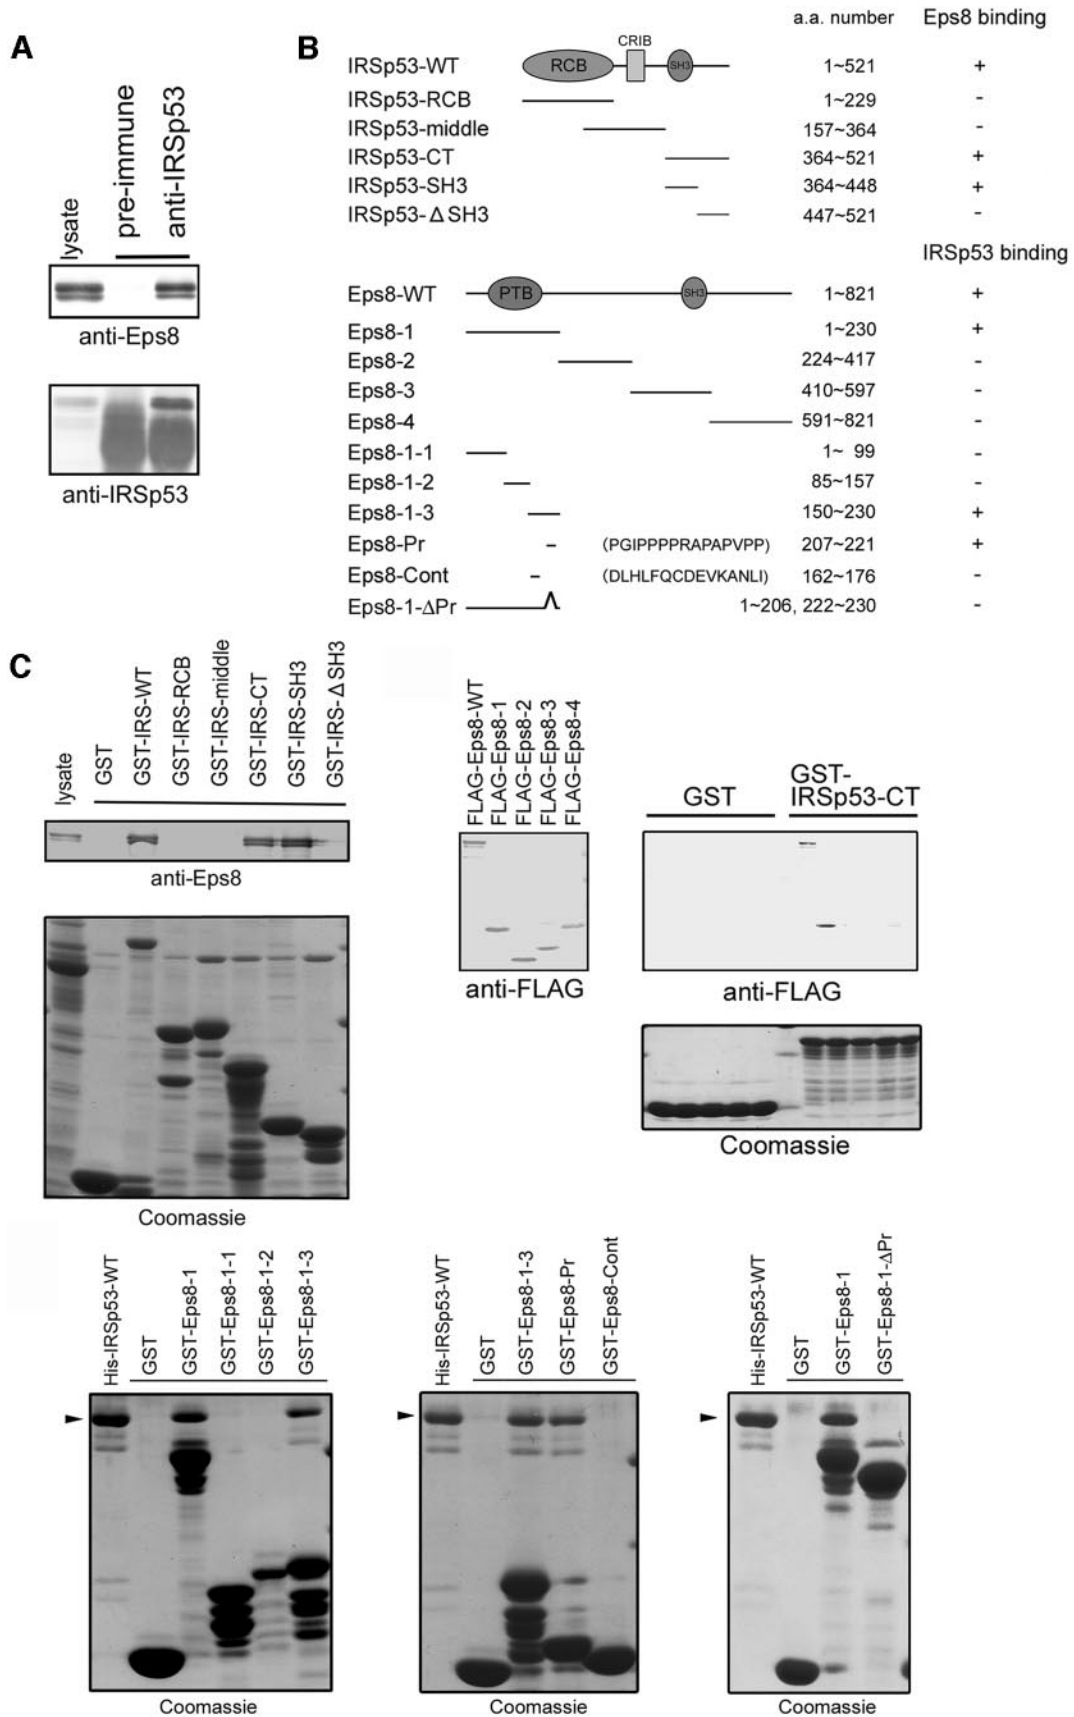 A
lysate
pre-immune
anti-IRSp53
anti-Eps8
anti-IRSp53
B
a.a. number Eps8 binding
CRIB
IRSp53-WT RCB SH3 1~521 +
IRSp53-RCB 1~229 -
IRSp53-middle 157~364 -
IRSp53-CT 364~521 +
IRSp53-SH3 364~448 +
IRSp53-ΔSH3 447~521 -
IRSp53 binding
Eps8-WT PTB SH3 1~821 +
Eps8-1 1~230 +
Eps8-2 224~417 -
Eps8-3 410~597 -
Eps8-4 591~821 -
Eps8-1-1 1~ 99 -
Eps8-1-2 85~157 -
Eps8-1-3 150~230 +
Eps8-Pr (PGIPPPPRAPAPVPP) 207~221 +
Eps8-Cont (DLHLFQCDEVKANLI) 162~176 -
Eps8-1-ΔPr 1~206, 222~230 -
C
lysate
GST
GST-IRS-WT
GST-IRS-RCB
GST-IRS-middle
GST-IRS-CT
GST-IRS-SH3
GST-IRS-ΔSH3
anti-Eps8
Coomassie
FLAG-Eps8-WT
FLAG-Eps8-1
FLAG-Eps8-2
FLAG-Eps8-3
FLAG-Eps8-4
anti-FLAG
GST
GST-
IRSp53-CT
anti-FLAG
Coomassie
His-IRSp53-WT
GST
GST-Eps8-1
GST-Eps8-1-1
GST-Eps8-1-2
GST-Eps8-1-3
Coomassie
His-IRSp53-WT
GST
GST-Eps8-1-3
GST-Eps8-Pr
GST-Eps8-Cont
Coomassie
His-IRSp53-WT
GST
GST-Eps8-1
GST-Eps8-1-ΔPr
Coomassie